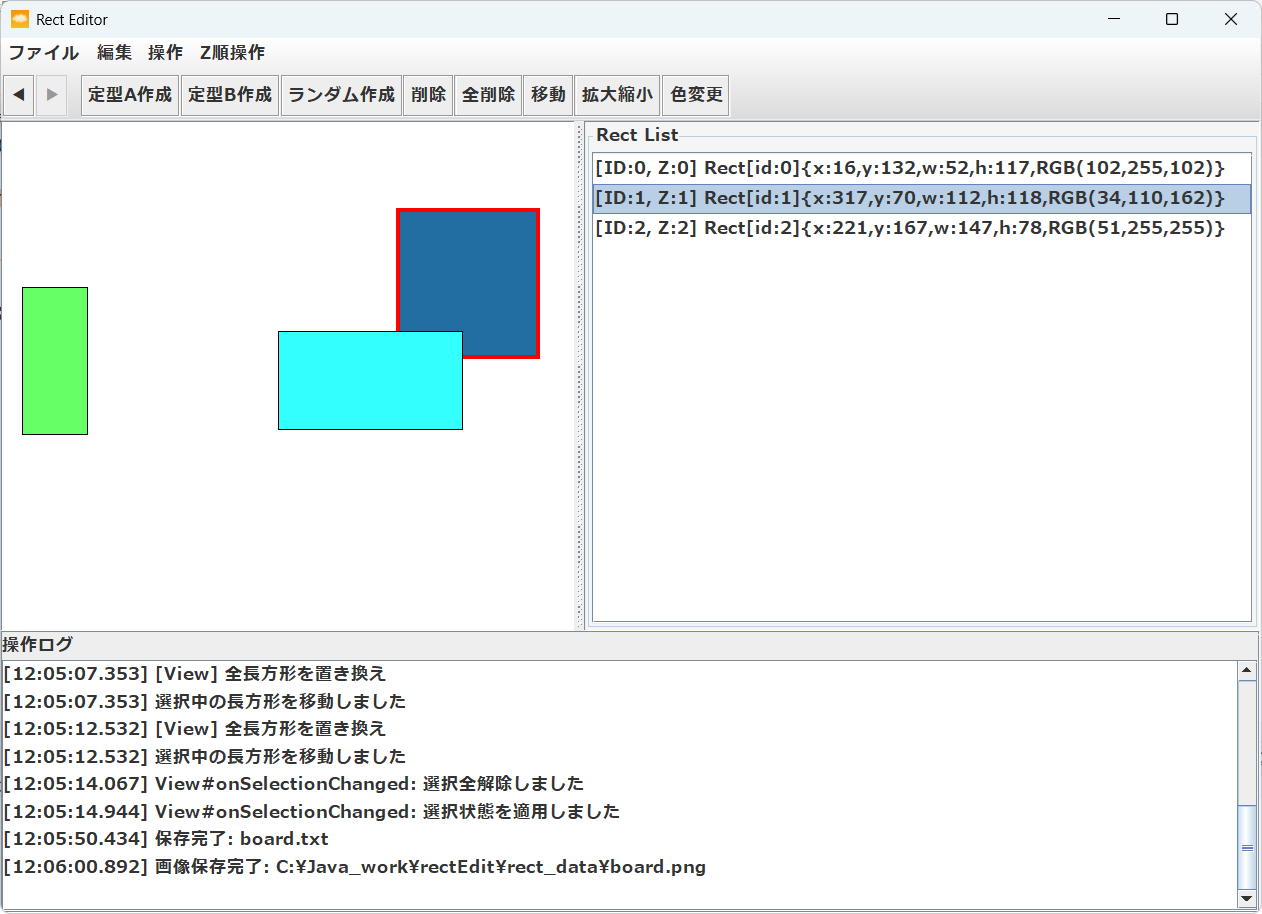 Rect Editor
ファイル 編集 操作 Z順操作
◀ ▶ 定型A作成 定型B作成 ランダム作成 削除 全削除 移動 拡大縮小 色変更
Rect List
[ID:0, Z:0] Rect[id:0]{x:16,y:132,w:52,h:117,RGB(102,255,102)}
[ID:1, Z:1] Rect[id:1]{x:317,y:70,w:112,h:118,RGB(34,110,162)}
[ID:2, Z:2] Rect[id:2]{x:221,y:167,w:147,h:78,RGB(51,255,255)}
操作ログ
[12:05:07.353] [View] 全長方形を置き換え
[12:05:07.353] 選択中の長方形を移動しました
[12:05:12.532] [View] 全長方形を置き換え
[12:05:12.532] 選択中の長方形を移動しました
[12:05:14.067] View#onSelectionChanged: 選択全解除しました
[12:05:14.944] View#onSelectionChanged: 選択状態を適用しました
[12:05:50.434] 保存完了: board.txt
[12:06:00.892] 画像保存完了: C:¥Java_work¥rectEdit¥rect_data¥board.png